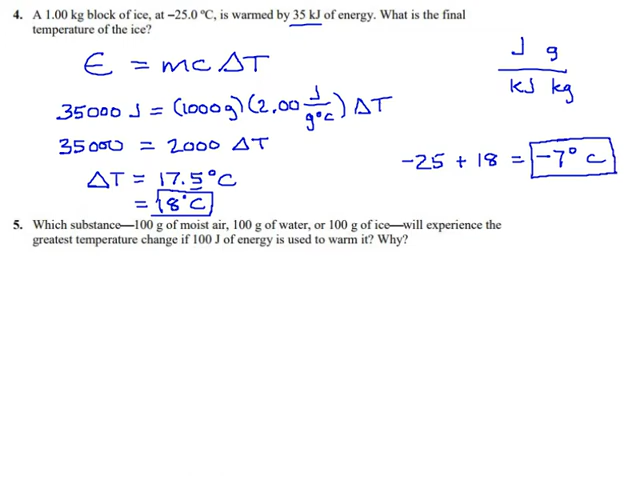 4. A 1.00 kg block of ice, at −25.0 ºC, is warmed by 35 kJ of energy. What is the final
temperature of the ice?
E = mcΔT
J g
kJ kg
35000 J = (1000g)(2.00 J/g°C) ΔT
35000 = 2000 ΔT
-25 + 18 = -7° C
ΔT = 17.5°C
= 18°C
5. Which substance—100 g of moist air, 100 g of water, or 100 g of ice—will experience the
greatest temperature change if 100 J of energy is used to warm it? Why?